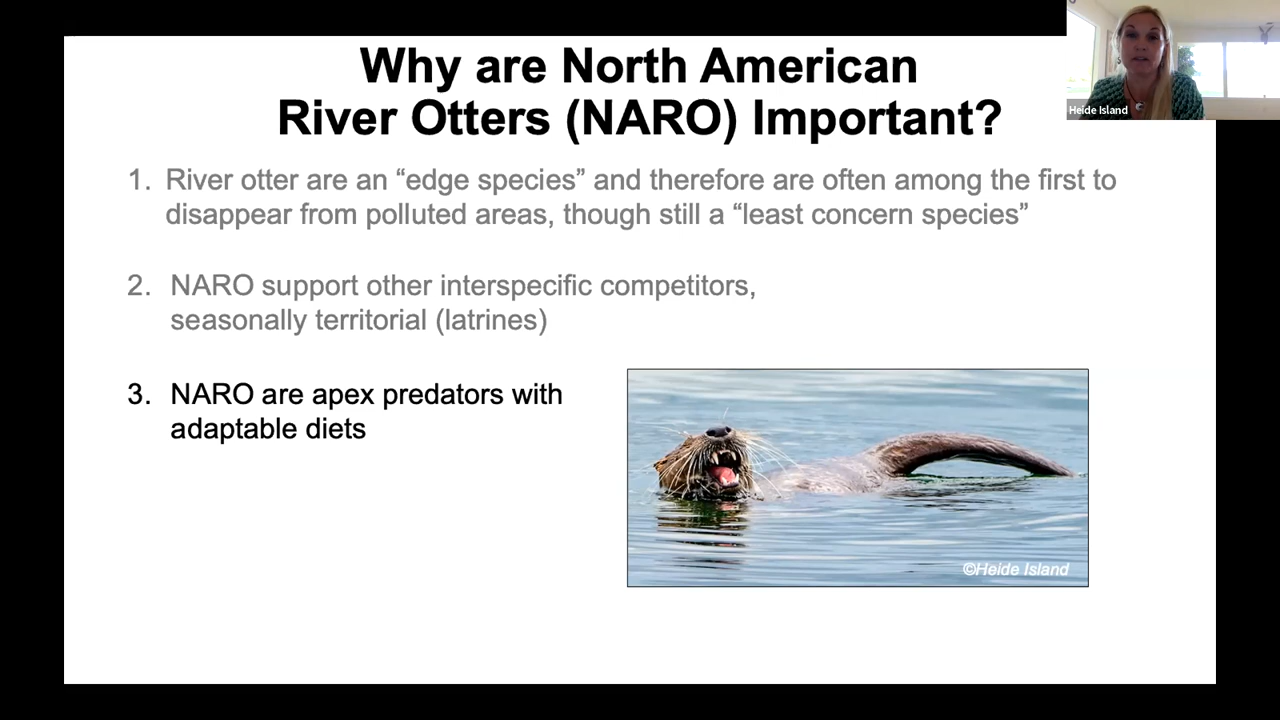 Why are North American
River Otters (NARO) Important?
Heide Island
1. River otter are an “edge species” and therefore are often among the first to
disappear from polluted areas, though still a “least concern species”
2. NARO support other interspecific competitors,
seasonally territorial (latrines)
3. NARO are apex predators with
adaptable diets
©Heide Island